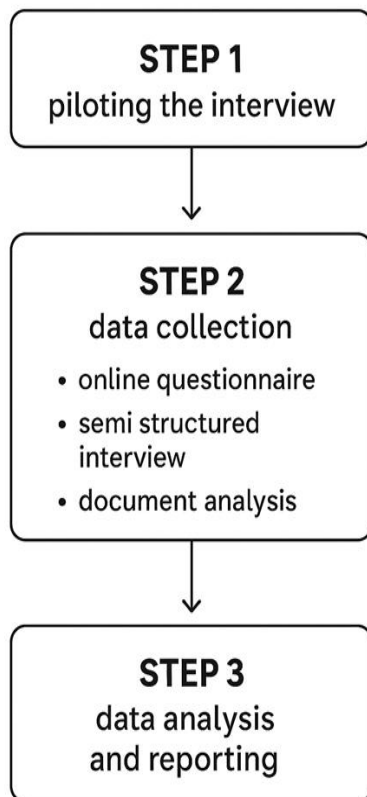 STEP 1
piloting the interview
STEP 2
data collection
• online questionnaire
• semi structured
interview
• document analysis
STEP 3
data analysis
and reporting